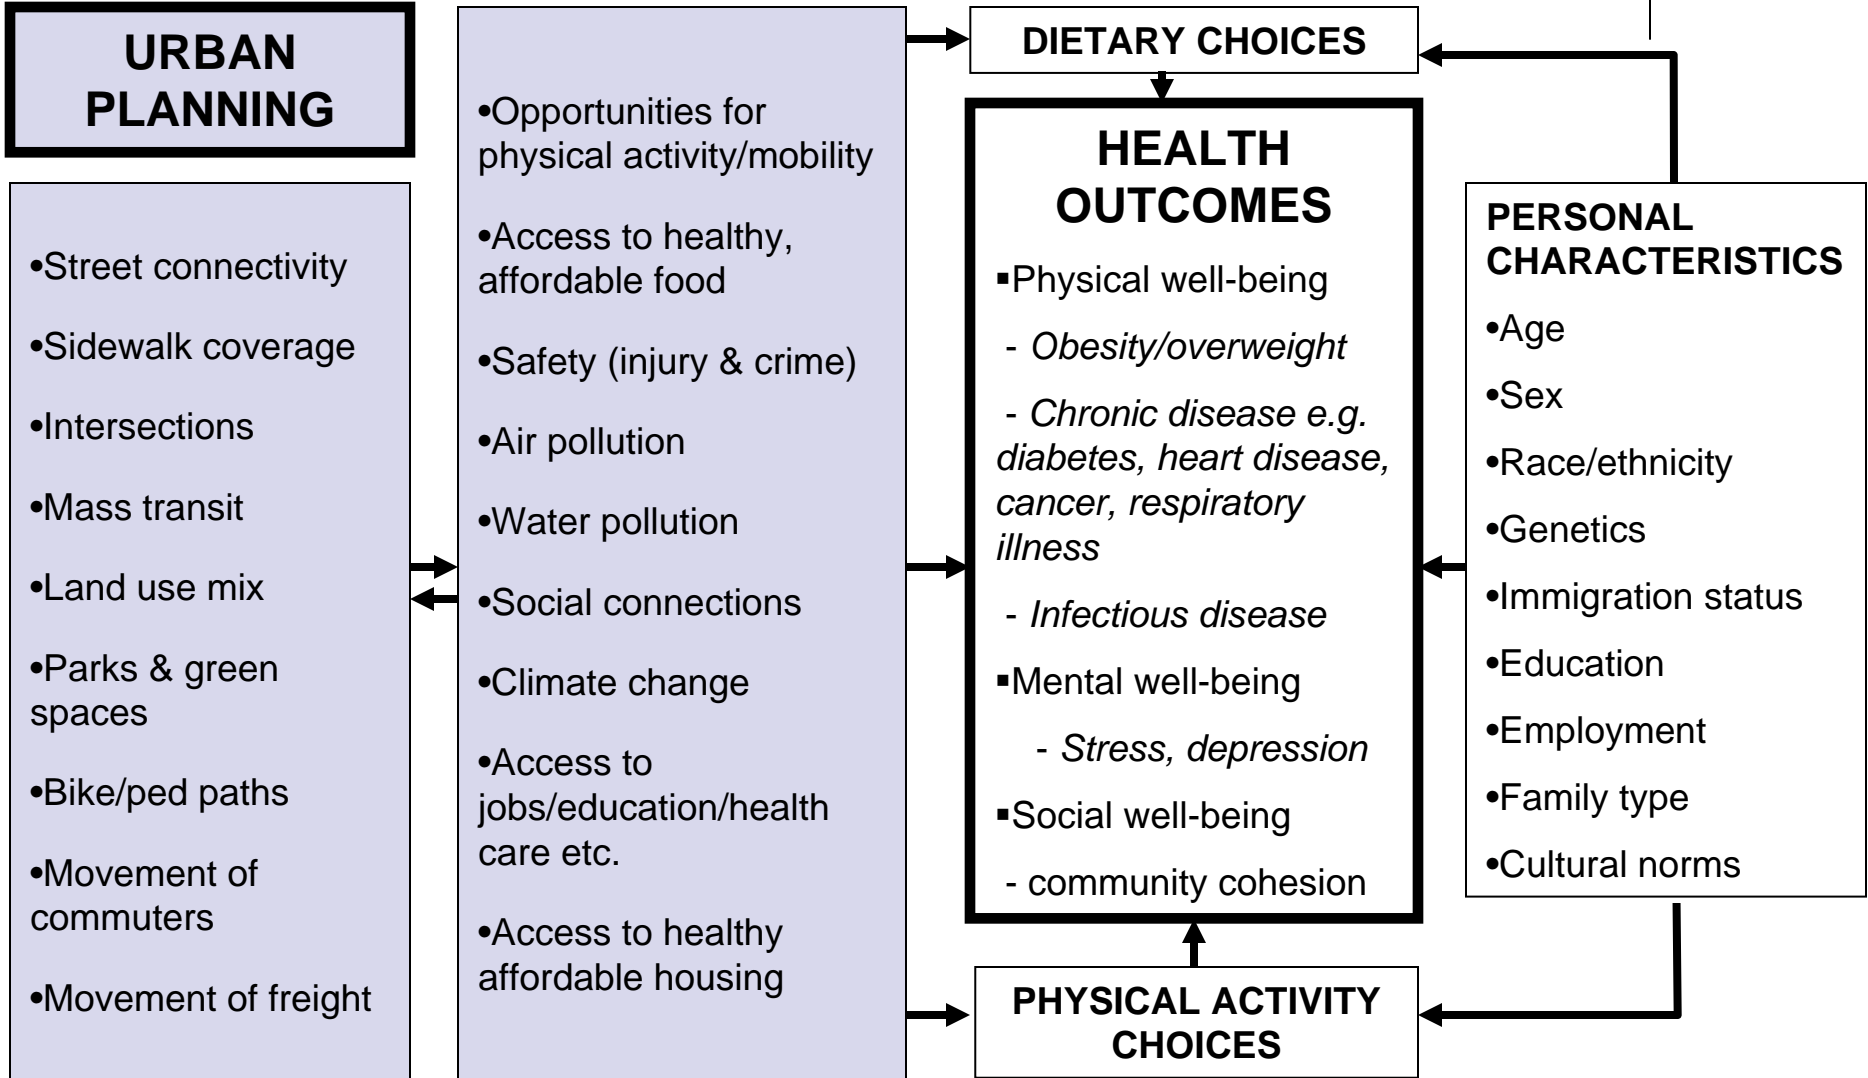 URBAN
PLANNING
•Street connectivity
•Sidewalk coverage
•Intersections
•Mass transit
•Land use mix
•Parks & green
spaces
•Bike/ped paths
•Movement of
commuters
•Movement of freight
•Opportunities for
physical activity/mobility
•Access to healthy,
affordable food
•Safety (injury & crime)
•Air pollution
•Water pollution
•Social connections
•Climate change
•Access to
jobs/education/health
care etc.
•Access to healthy
affordable housing
DIETARY CHOICES
HEALTH
OUTCOMES
▪Physical well-being
- Obesity/overweight
- Chronic disease e.g.
diabetes, heart disease,
cancer, respiratory
illness
- Infectious disease
▪Mental well-being
- Stress, depression
▪Social well-being
- community cohesion
PHYSICAL ACTIVITY
CHOICES
PERSONAL
CHARACTERISTICS
•Age
•Sex
•Race/ethnicity
•Genetics
•Immigration status
•Education
•Employment
•Family type
•Cultural norms